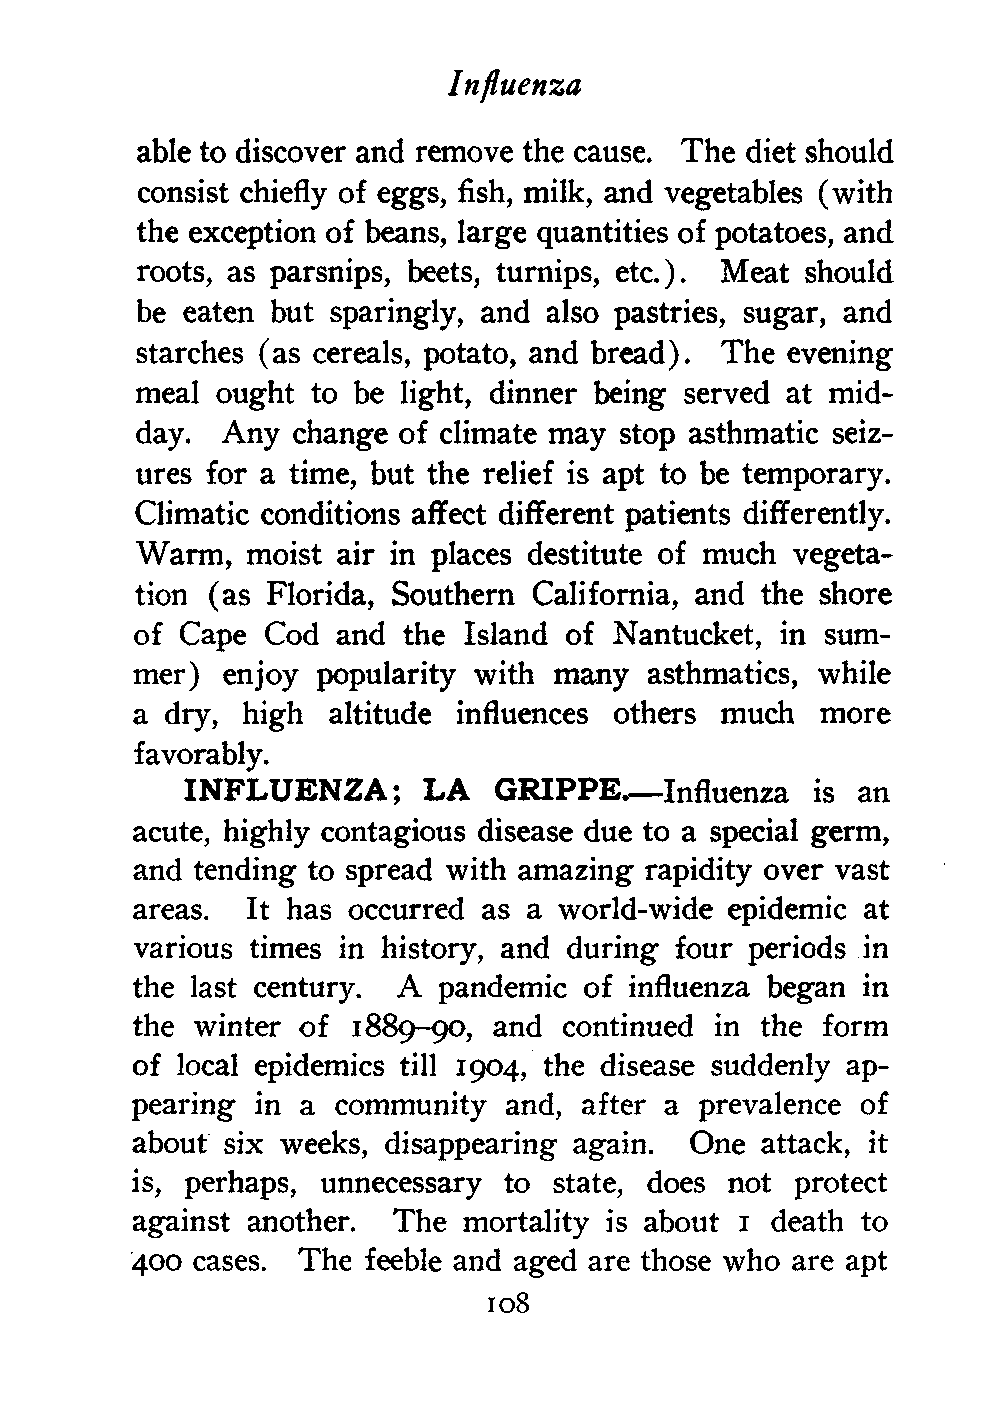 Influenza
able to discover and remove the cause. The diet should
consist chiefly of eggs, fish, milk, and vegetables (with
the exception of beans, large quantities of potatoes, and
roots, as parsnips, beets, turnips, etc.). Meat should
be eaten but sparingly, and also pastries, sugar, and
starches (as cereals, potato, and bread). The evening
meal ought to be light, dinner being served at mid-
day. Any change of climate may stop asthmatic seiz-
ures for a time, but the relief is apt to be temporary.
Climatic conditions affect different patients differently.
Warm, moist air in places destitute of much vegeta-
tion (as Florida, Southern California, and the shore
of Cape Cod and the Island of Nantucket, in sum-
mer) enjoy popularity with many asthmatics, while
a dry, high altitude influences others much more
favorably.
INFLUENZA; LA GRIPPE.—Influenza is an
acute, highly contagious disease due to a special germ,
and tending to spread with amazing rapidity over vast
areas. It has occurred as a world-wide epidemic at
various times in history, and during four periods in
the last century. A pandemic of influenza began in
the winter of 1889–90, and continued in the form
of local epidemics till 1904, the disease suddenly ap-
pearing in a community and, after a prevalence of
about six weeks, disappearing again. One attack, it
is, perhaps, unnecessary to state, does not protect
against another. The mortality is about 1 death to
400 cases. The feeble and aged are those who are apt
108